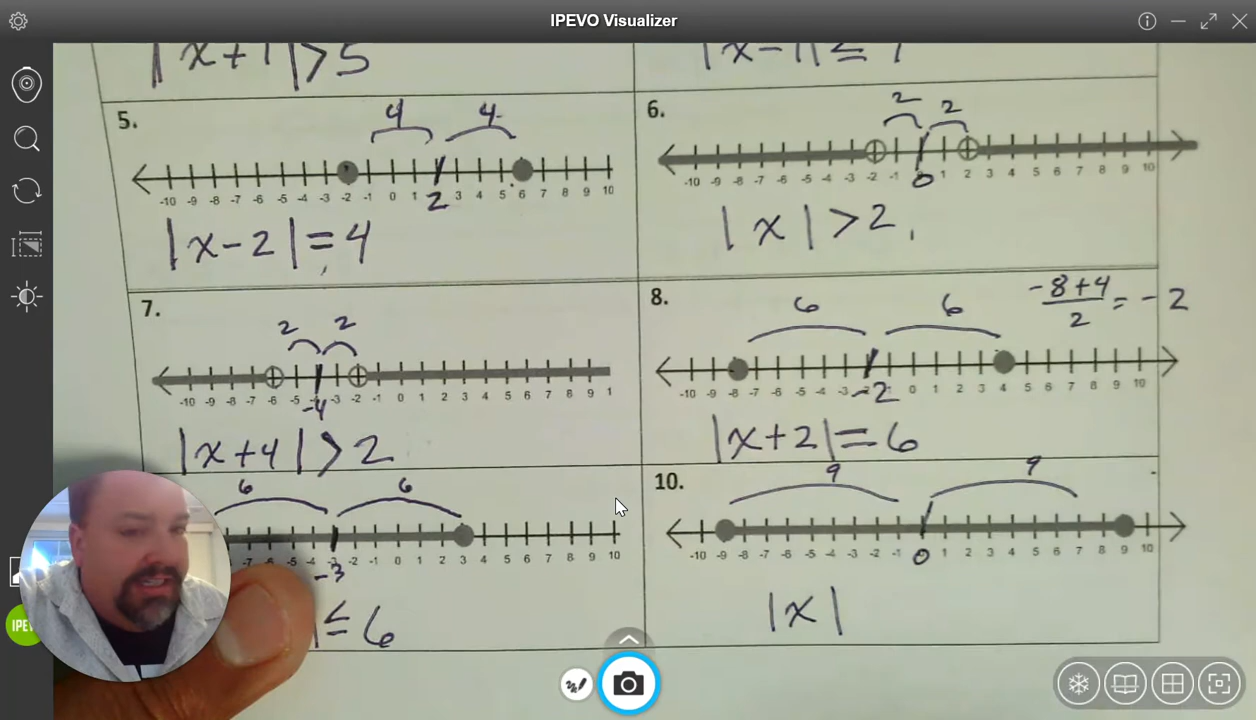 IPEVO Visualizer
|x+1|>5
|x-1|≤7
5.
4 4
-10 -9 -8 -7 -6 -5 -4 -3 -2 -1 0 1 2 3 4 5 6 7 8 9 10
|x-2|=4
6.
2 2
-10 -9 -8 -7 -6 -5 -4 -3 -2 -1 0 1 2 3 4 5 6 7 8 9 10
|x|>2
7.
2 2
-10 -9 -8 -7 -6 -5 -4 -3 -2 -1 0 1 2 3 4 5 6 7 8 9 1
|x+4|>2
8.
6 6
-8+4
2
= -2
-10 -9 -8 -7 -6 -5 -4 -3 -2 -1 0 1 2 3 4 5 6 7 8 9 10
|x+2|=6
6 6
-7 -6 -5 -4 -3 -2 -1 0 1 2 3 4 5 6 7 8 9 10
|≤6
10.
9 9
-10 -9 -8 -7 -6 -5 -4 -3 -2 -1 0 1 2 3 4 5 6 7 8 9 10
|x|
IPE